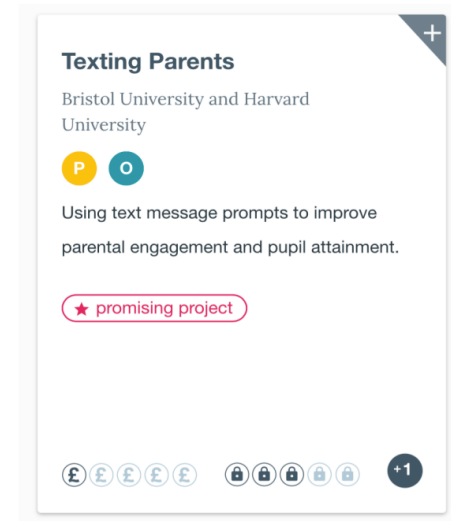 +
Texting Parents
Bristol University and Harvard
University
P O
Using text message prompts to improve
parental engagement and pupil attainment.
★ promising project
£ £ £ £ £ +1